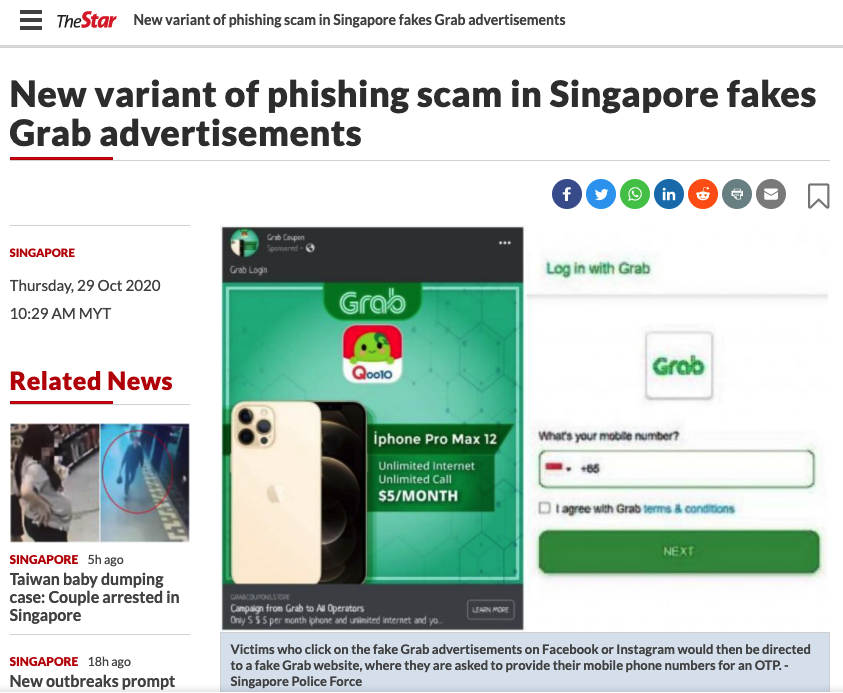 TheStar
New variant of phishing scam in Singapore fakes Grab advertisements
New variant of phishing scam in Singapore fakes
Grab advertisements
SINGAPORE
Thursday, 29 Oct 2020
10:29 AM MYT
Related News
SINGAPORE 5h ago
Taiwan baby dumping
case: Couple arrested in
Singapore
SINGAPORE 18h ago
New outbreaks prompt
Grab Coupon
Sponsored
Grab Login
Grab
Qoo10
iphone Pro Max 12
Unlimited Internet
Unlimited Call
$5/MONTH
GRABCOUPONS.STORE
Campaign from Grab to All Operators
Only 5 $ 5 per month iphone and unlimited internet and yo...
LEARN MORE
Log in with Grab
Grab
What's your mobile number?
+65
I agree with Grab terms & conditions
NEXT
Victims who click on the fake Grab advertisements on Facebook or Instagram would then be directed
to a fake Grab website, where they are asked to provide their mobile phone numbers for an OTP. -
Singapore Police Force